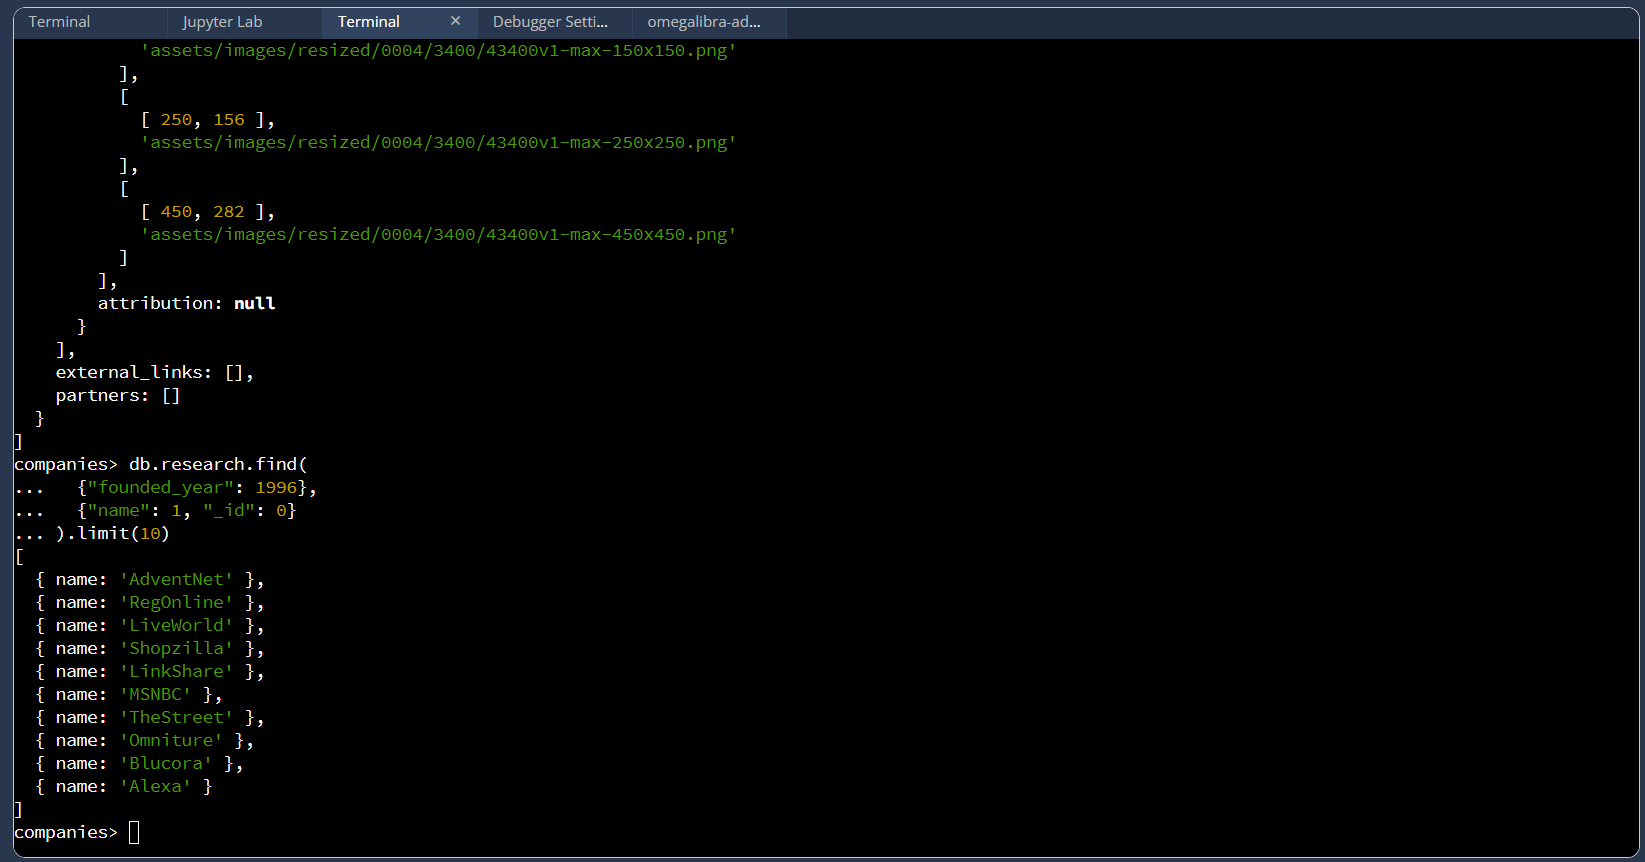 Terminal
Jupyter Lab
Terminal ×
Debugger Setti...
omegalibra-ad...
'assets/images/resized/0004/3400/43400v1-max-150x150.png'
],
[
[ 250, 156 ],
'assets/images/resized/0004/3400/43400v1-max-250x250.png'
],
[
[ 450, 282 ],
'assets/images/resized/0004/3400/43400v1-max-450x450.png'
]
],
attribution: null
}
],
external_links: [],
partners: []
}
]
companies> db.research.find(
... {"founded_year": 1996},
... {"name": 1, "_id": 0}
... ).limit(10)
[
{ name: 'AdventNet' },
{ name: 'RegOnline' },
{ name: 'LiveWorld' },
{ name: 'Shopzilla' },
{ name: 'LinkShare' },
{ name: 'MSNBC' },
{ name: 'TheStreet' },
{ name: 'Omniture' },
{ name: 'Blucora' },
{ name: 'Alexa' }
]
companies>